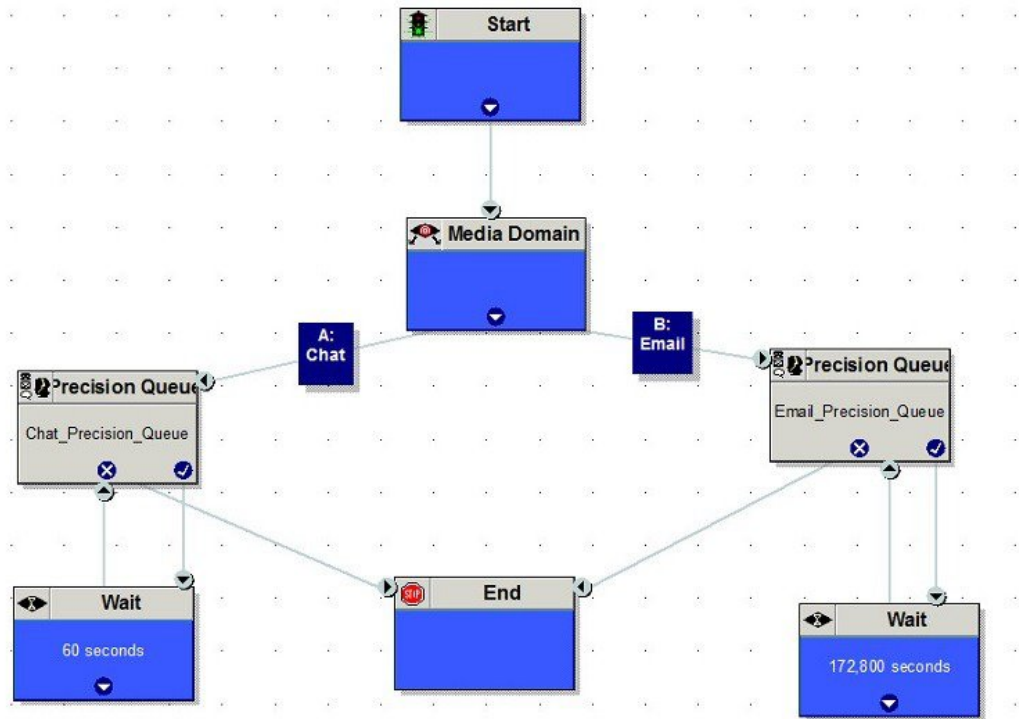 Start
Media Domain
A:
Chat
B:
Email
Precision Queue
Chat_Precision_Queue
Precision Queue
Email_Precision_Queue
Wait
60 seconds
STOP
End
Wait
172,800 seconds